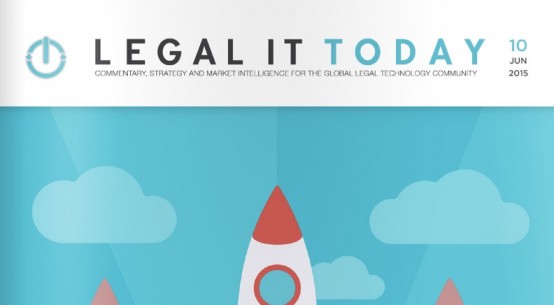 LEGAL IT TODAY
COMMENTARY, STRATEGY AND MARKET INTELLIGENCE FOR THE GLOBAL LEGAL TECHNOLOGY COMMUNITY
10
JUN
2015